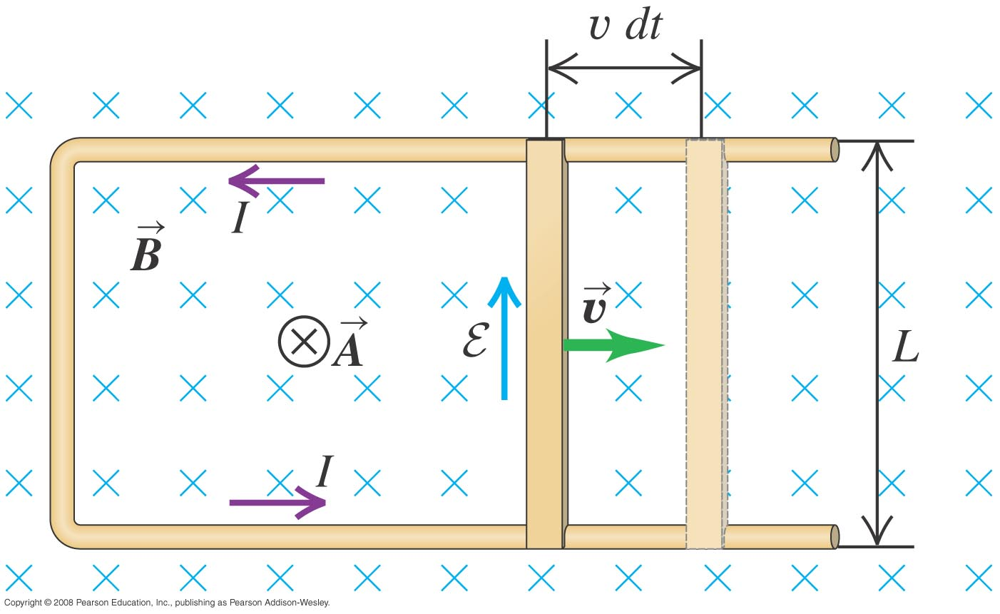 v dt
I
B
v
ℰ
A
L
I
Copyright © 2008 Pearson Education, Inc., publishing as Pearson Addison-Wesley.